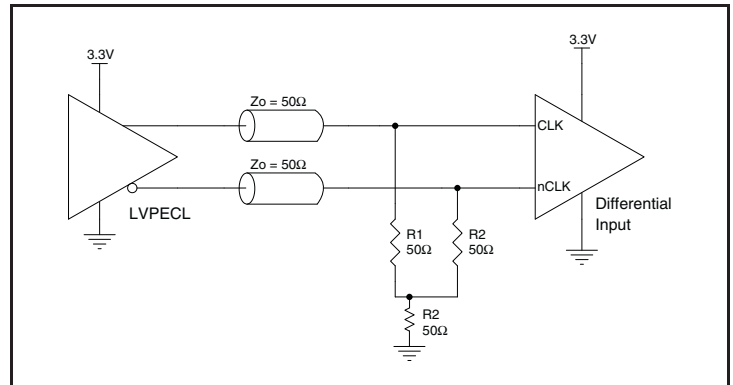 3.3V
3.3V
Zo = 50Ω
CLK
Zo = 50Ω
nCLK
LVPECL
Differential
Input
R1
50Ω
R2
50Ω
R2
50Ω